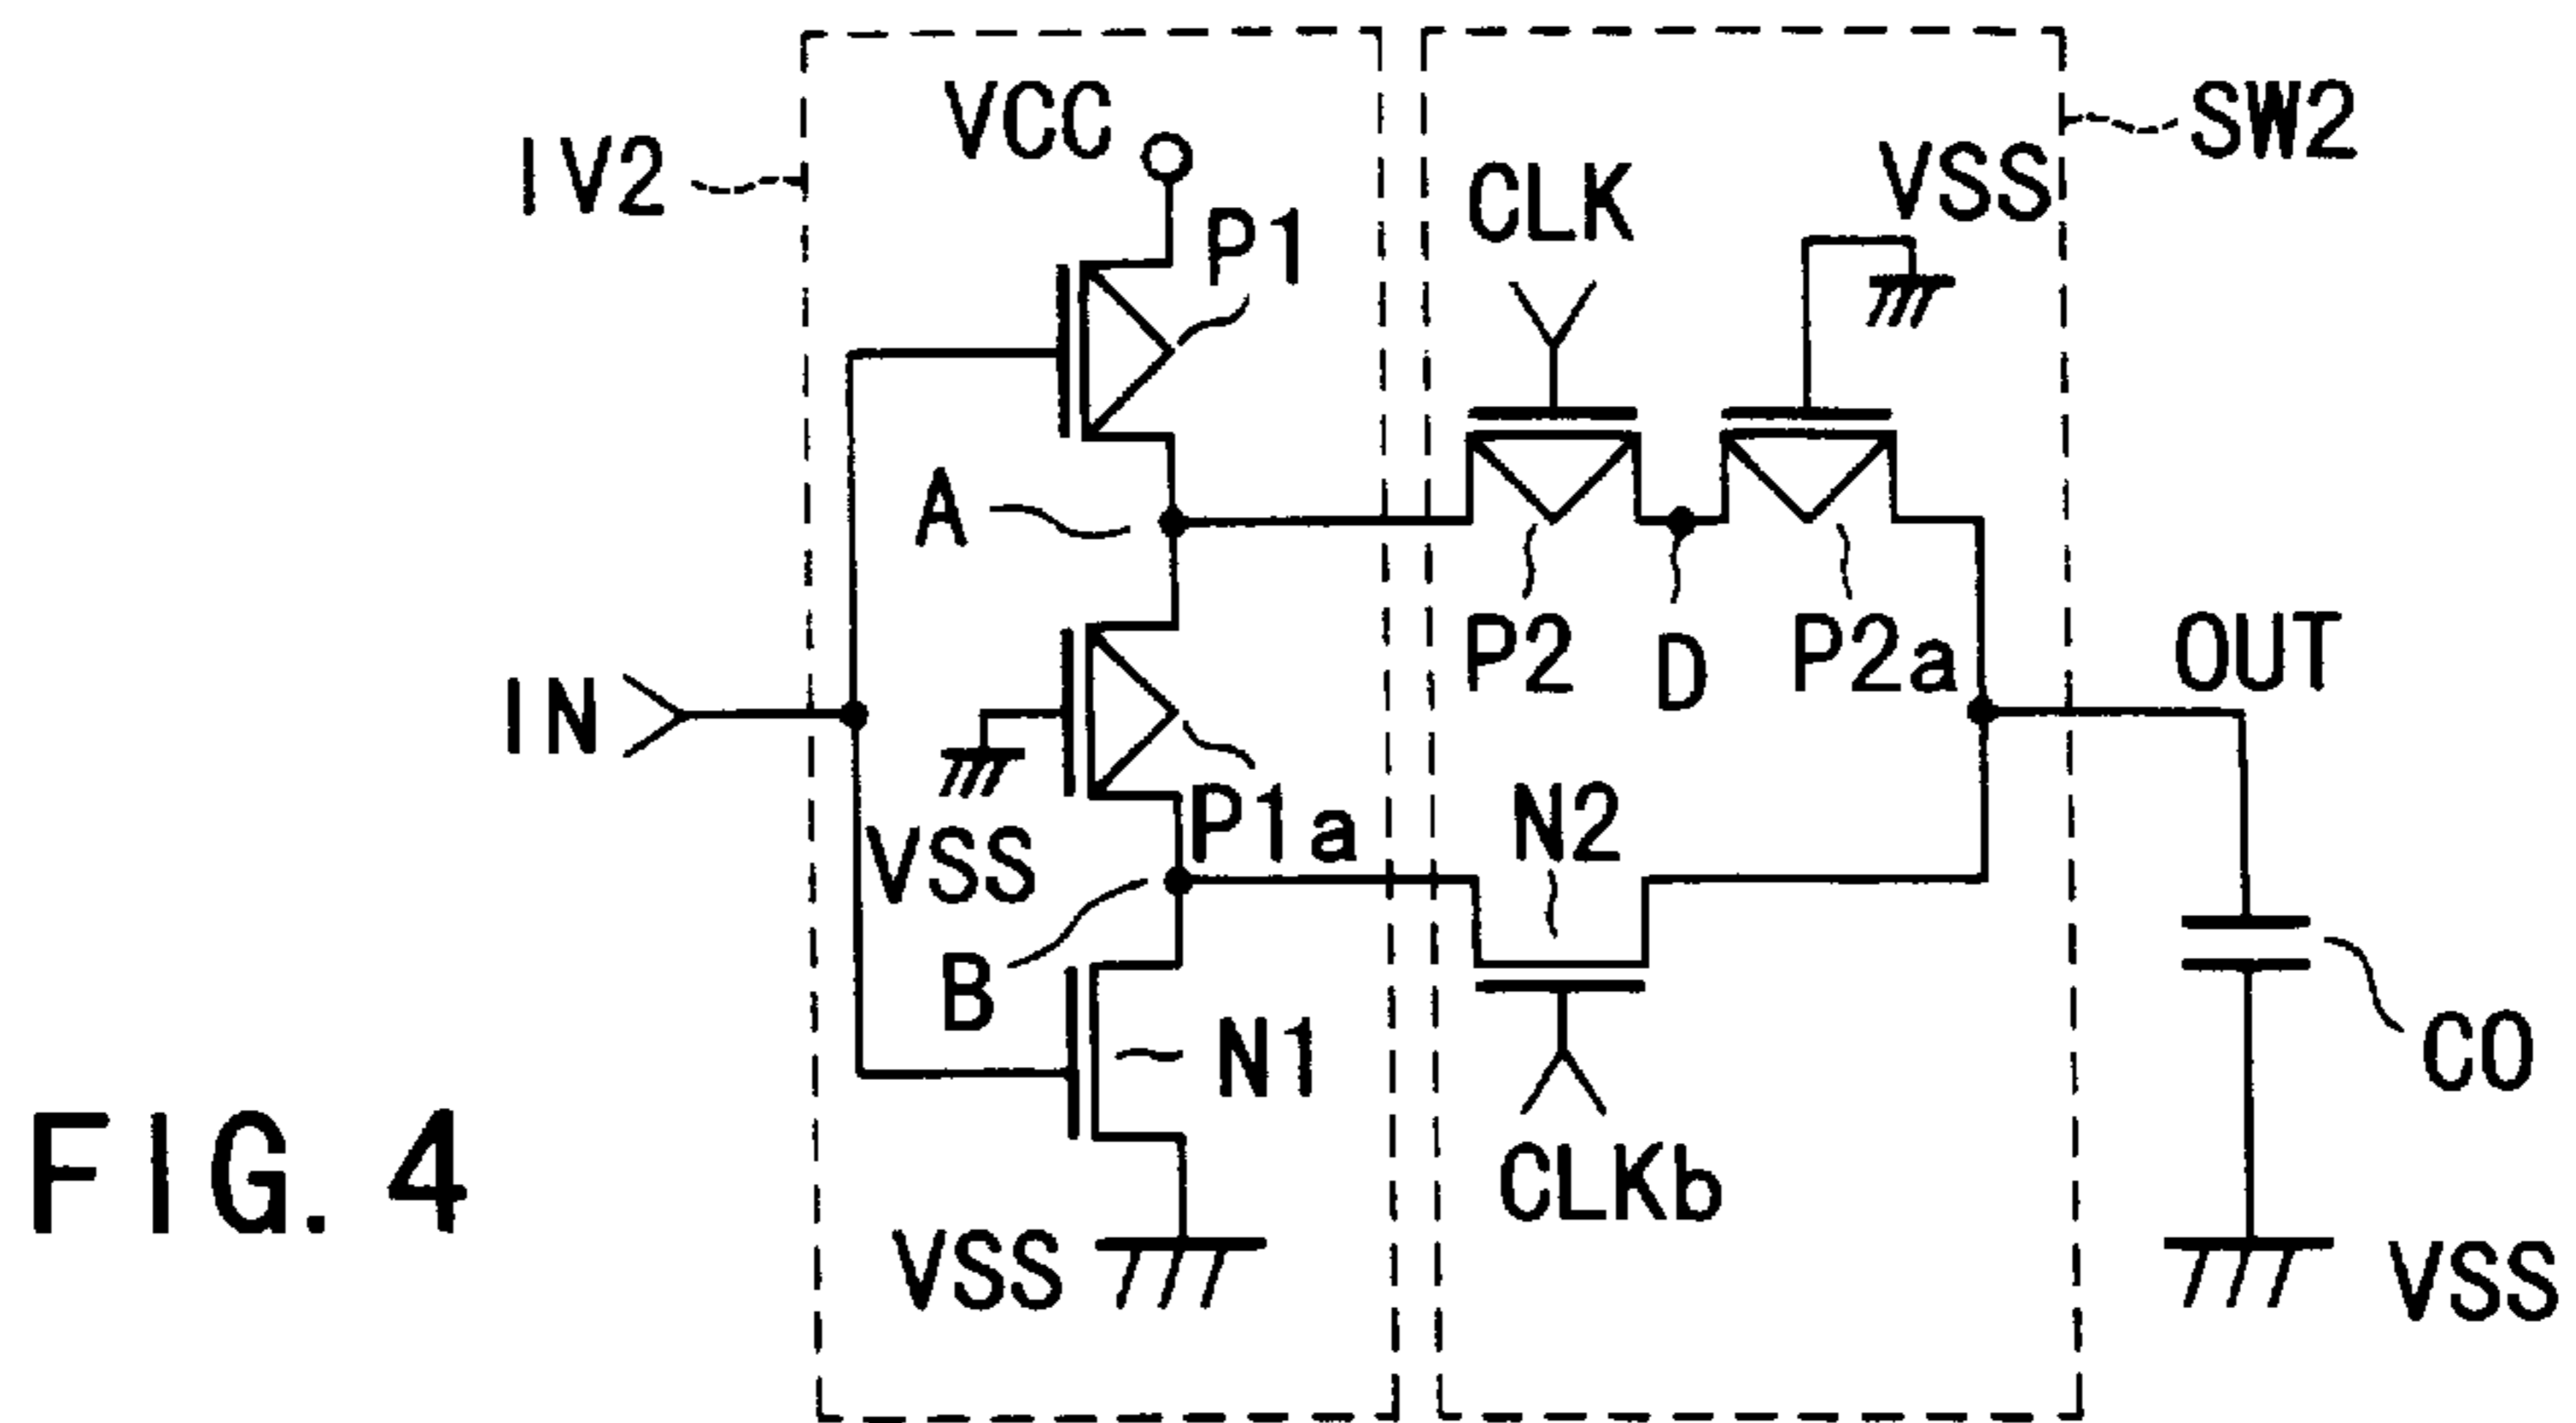 VCC
SW2
IV2
VSS
CLK
P1
A
P2
D
P2a
OUT
IN
P1a
N2
VSS
B
N1
CO
CLKb
VSS
VSS
FIG. 4